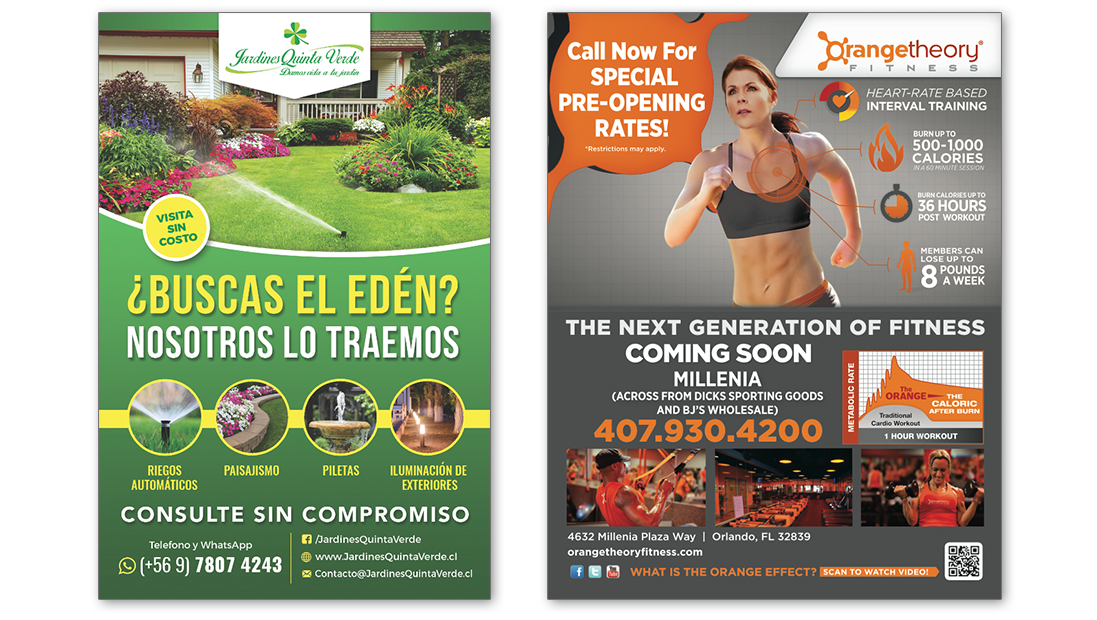 Jardines Quinta Verde
Damos vida a tu jardín
VISITA
SIN
COSTO
¿BUSCAS EL EDÉN?
NOSOTROS LO TRAEMOS
RIEGOS
AUTOMÁTICOS
PAISAJISMO
PILETAS
ILUMINACIÓN DE
EXTERIORES
CONSULTE SIN COMPROMISO
Telefono y WhatsApp
(+56 9) 7807 4243
/JardinesQuintaVerde
www.JardinesQuintaVerde.cl
Contacto@JardinesQuintaVerde.cl
Call Now For
SPECIAL
PRE-OPENING
RATES!
*Restrictions may apply.
Orangetheory®
FITNESS
HEART-RATE BASED
INTERVAL TRAINING
BURN UP TO
500-1,000
CALORIES
IN A 60 MINUTE SESSION
BURN CALORIES UP TO
36 HOURS
POST WORKOUT
MEMBERS CAN
LOSE UP TO
8 POUNDS
A WEEK
THE NEXT GENERATION OF FITNESS
COMING SOON
MILLENIA
(ACROSS FROM DICKS SPORTING GOODS
AND BJ'S WHOLESALE)
407.930.4200
METABOLIC RATE
The
ORANGE
THE
CALORIC
AFTER BURN
Traditional
Cardio Workout
1 HOUR WORKOUT
4632 Millenia Plaza Way | Orlando, FL 32839
orangetheoryfitness.com
WHAT IS THE ORANGE EFFECT? SCAN TO WATCH VIDEO!